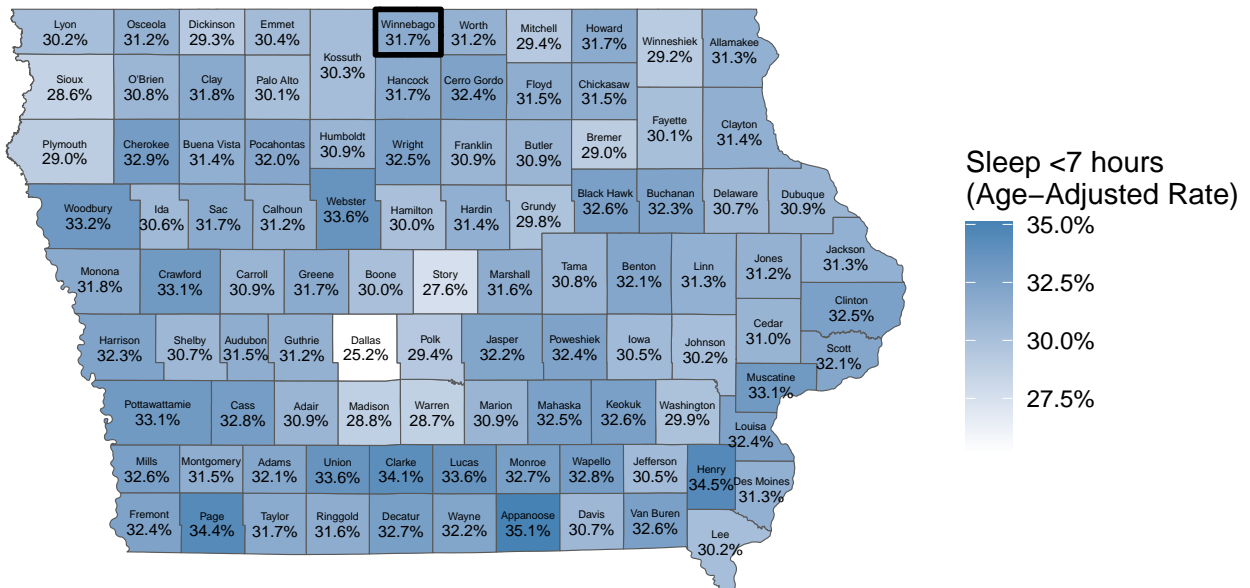 Lyon
30.2%
Osceola
31.2%
Dickinson
29.3%
Emmet
30.4%
Kossuth
30.3%
Winnebago
31.7%
Worth
31.2%
Mitchell
29.4%
Howard
31.7%
Winneshiek
29.2%
Allamakee
31.3%
Sioux
28.6%
O'Brien
30.8%
Clay
31.8%
Palo Alto
30.1%
Hancock
31.7%
Cerro Gordo
32.4%
Floyd
31.5%
Chickasaw
31.5%
Fayette
30.1%
Clayton
31.4%
Plymouth
29.0%
Cherokee
32.9%
Buena Vista
31.4%
Pocahontas
32.0%
Humboldt
30.9%
Wright
32.5%
Franklin
30.9%
Butler
30.9%
Bremer
29.0%
Woodbury
33.2%
Ida
30.6%
Sac
31.7%
Calhoun
31.2%
Webster
33.6%
Hamilton
30.0%
Hardin
31.4%
Grundy
29.8%
Black Hawk
32.6%
Buchanan
32.3%
Delaware
30.7%
Dubuque
30.9%
Monona
31.8%
Crawford
33.1%
Carroll
30.9%
Greene
31.7%
Boone
30.0%
Story
27.6%
Marshall
31.6%
Tama
30.8%
Benton
32.1%
Linn
31.3%
Jones
31.2%
Jackson
31.3%
Clinton
32.5%
Harrison
32.3%
Shelby
30.7%
Audubon
31.5%
Guthrie
31.2%
Dallas
25.2%
Polk
29.4%
Jasper
32.2%
Poweshiek
32.4%
Iowa
30.5%
Johnson
30.2%
Cedar
31.0%
Scott
32.1%
Muscatine
33.1%
Pottawattamie
33.1%
Cass
32.8%
Adair
30.9%
Madison
28.8%
Warren
28.7%
Marion
30.9%
Mahaska
32.5%
Keokuk
32.6%
Washington
29.9%
Louisa
32.4%
Mills
32.6%
Montgomery
31.5%
Adams
32.1%
Union
33.6%
Clarke
34.1%
Lucas
33.6%
Monroe
32.7%
Wapello
32.8%
Jefferson
30.5%
Henry
34.5%
Des Moines
31.3%
Fremont
32.4%
Page
34.4%
Taylor
31.7%
Ringgold
31.6%
Decatur
32.7%
Wayne
32.2%
Appanoose
35.1%
Davis
30.7%
Van Buren
32.6%
Lee
30.2%
Sleep <7 hours
(Age−Adjusted Rate)
35.0%
32.5%
30.0%
27.5%